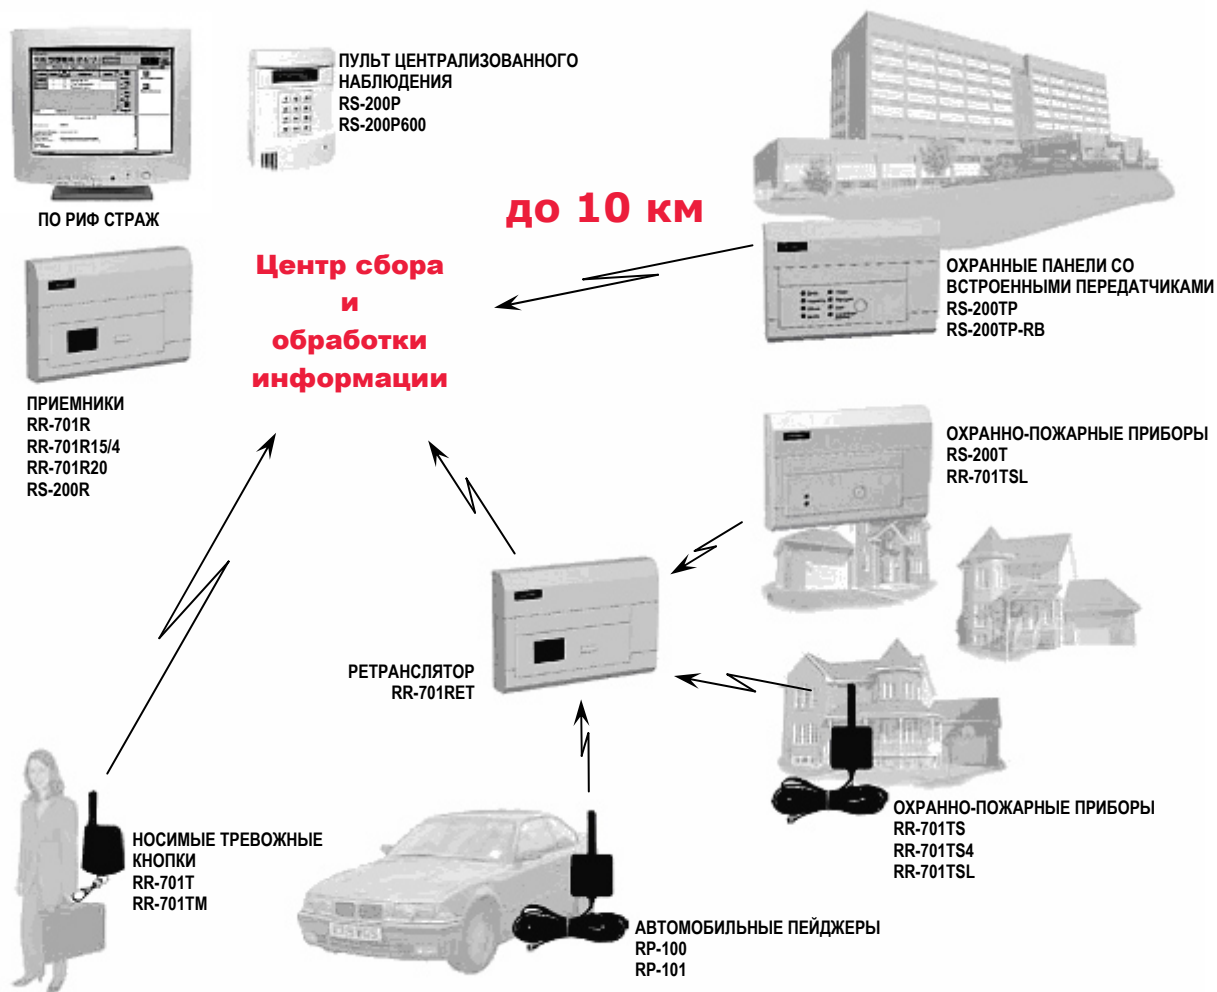 ПУЛЬТ ЦЕНТРАЛИЗОВАННОГО
НАБЛЮДЕНИЯ
RS-200P
RS-200P600
ПО РИФ СТРАЖ
до 10 км
Центр сбора
и
обработки
информации
ОХРАННЫЕ ПАНЕЛИ СО
ВСТРОЕННЫМИ ПЕРЕДАТЧИКАМИ
RS-200TP
RS-200TP-RB
ПРИЕМНИКИ
RR-701R
RR-701R15/4
RR-701R20
RS-200R
ОХРАННО-ПОЖАРНЫЕ ПРИБОРЫ
RS-200T
RR-701TSL
РЕТРАНСЛЯТОР
RR-701RET
ОХРАННО-ПОЖАРНЫЕ ПРИБОРЫ
RR-701TS
RR-701TS4
RR-701TSL
НОСИМЫЕ ТРЕВОЖНЫЕ
КНОПКИ
RR-701T
RR-701TM
АВТОМОБИЛЬНЫЕ ПЕЙДЖЕРЫ
RP-100
RP-101